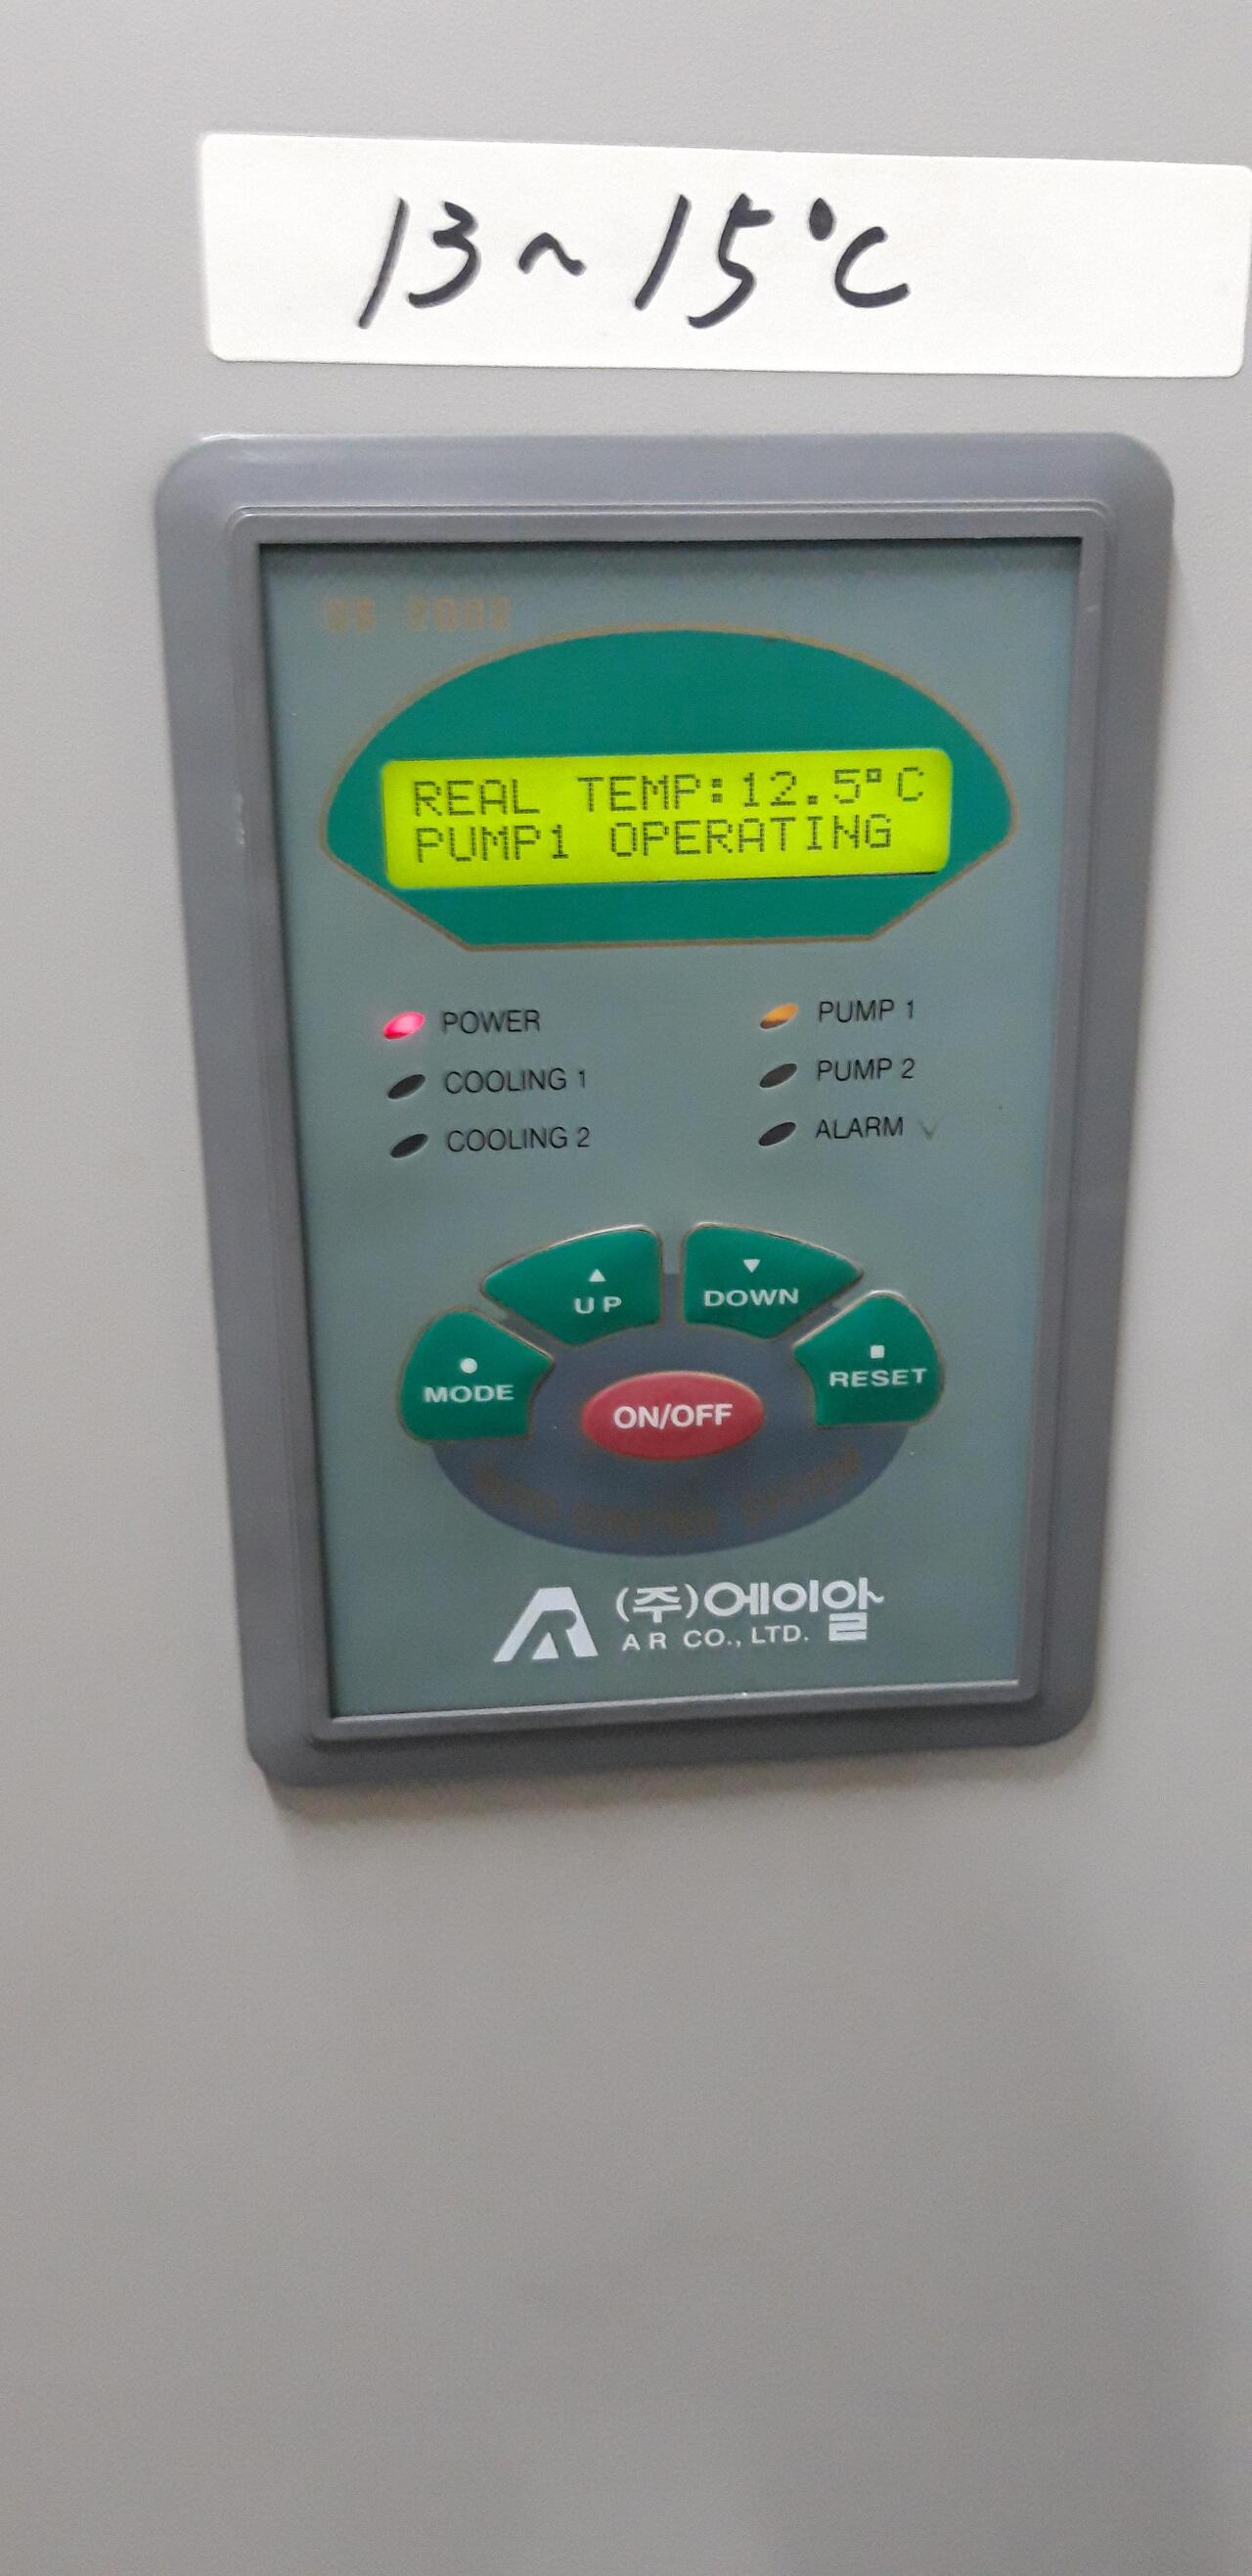 13~15℃
REAL TEMP:12.5°C
PUMP1 OPERATING
POWER
PUMP 1
COOLING 1
PUMP 2
COOLING 2
ALARM
▲
UP
▼
DOWN
MODE
RESET
ON/OFF
(주)에이알
AR CO., LTD.